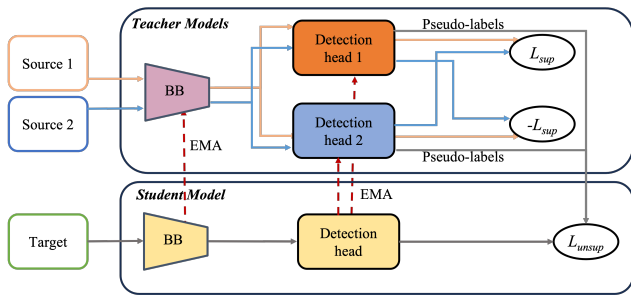 Teacher Models
Pseudo-labels
Source 1
Detection
head 1
L_sup
BB
Source 2
Detection
head 2
-L_sup
EMA
Pseudo-labels
Student Model
EMA
Target
BB
Detection
head
L_unsup